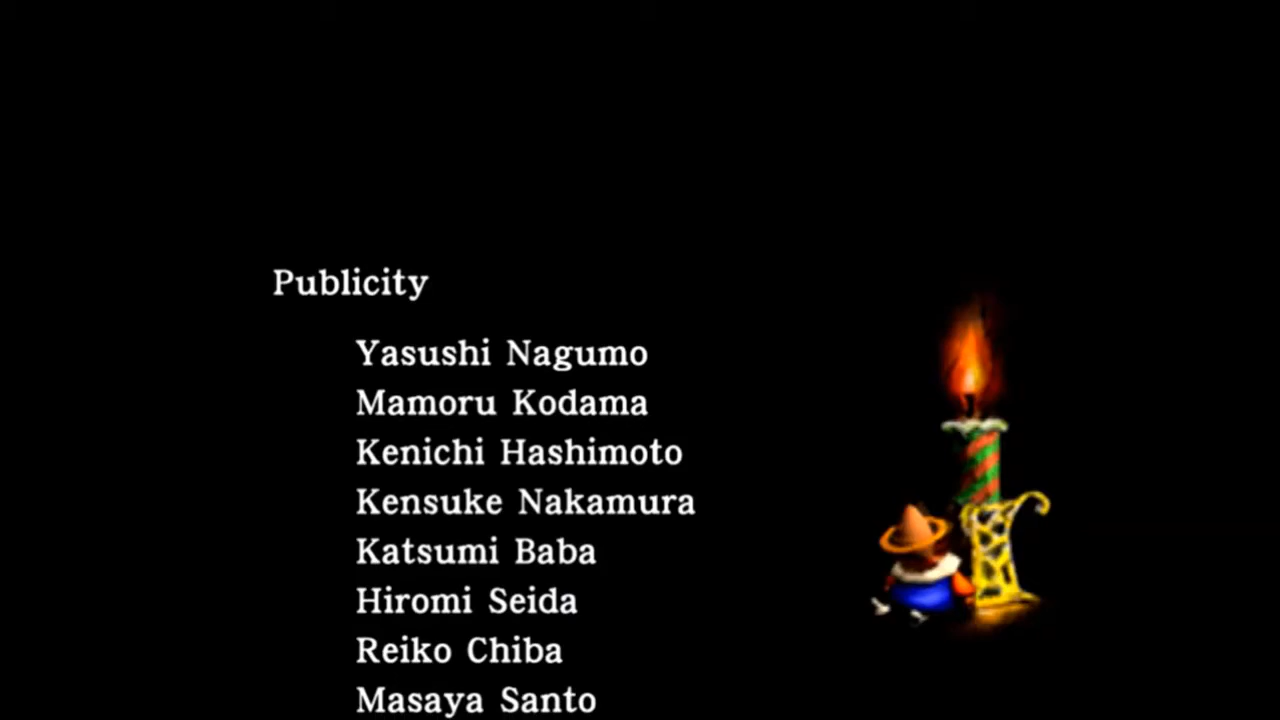 Publicity
Yasushi Nagumo
Mamoru Kodama
Kenichi Hashimoto
Kensuke Nakamura
Katsumi Baba
Hiromi Seida
Reiko Chiba
Masaya Santo